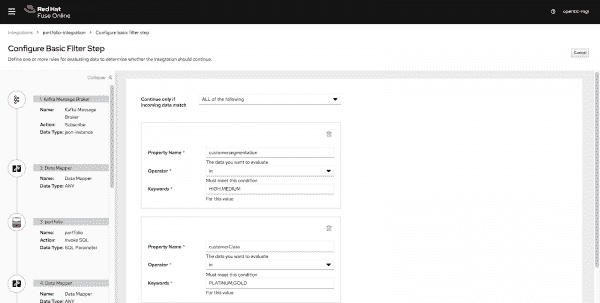 Red Hat
Fuse Online
Integrations > portfolio-integration > Configure basic filter step
Configure Basic Filter Step
Define one or more rules for evaluating data to determine whether the integration should continue.
Cancel
Collapse
1. Kafka Message Broker
Name: Kafka Message
Broker
Action: Subscribe
Data Type: json-instance
2. Data Mapper
Name: Data Mapper
Data Type: ANY
3. portfolio
Name: portfolio
Action: Invoke SQL
Data Type: SQL Parameter
4. Data Mapper
Name: Data Mapper
Data Type: ANY
Continue only if
incoming data match
ALL of the following
Property Name * customersegmentation
The data you want to evaluate
Operator * in
Must meet this condition
Keywords * HIGH,MEDIUM
For this value
Property Name * customerClass
The data you want to evaluate
Operator * in
Must meet this condition
Keywords * PLATINUM,GOLD
For this value